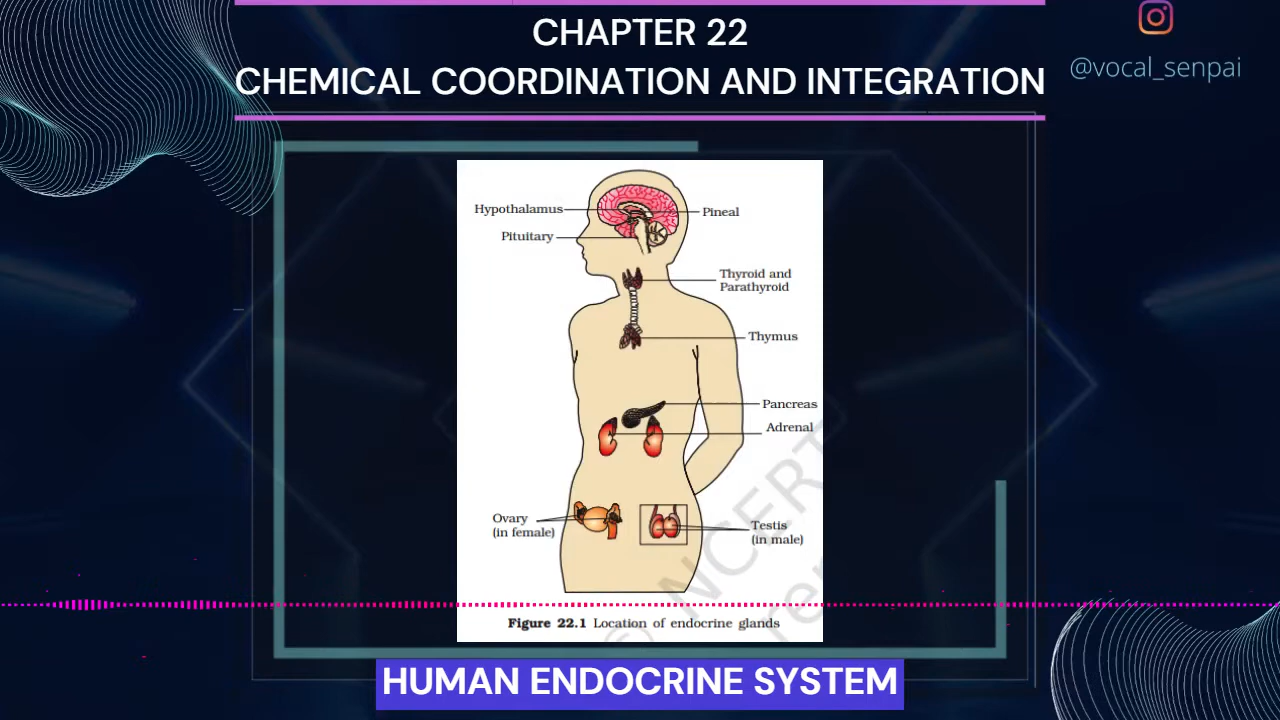 CHAPTER 22
CHEMICAL COORDINATION AND INTEGRATION
@vocal_senpai
Hypothalamus
Pineal
Pituitary
Thyroid and
Parathyroid
Thymus
Pancreas
Adrenal
Ovary
(in female)
Testis
(in male)
© NCERT
Figure 22.1 Location of endocrine glands
HUMAN ENDOCRINE SYSTEM